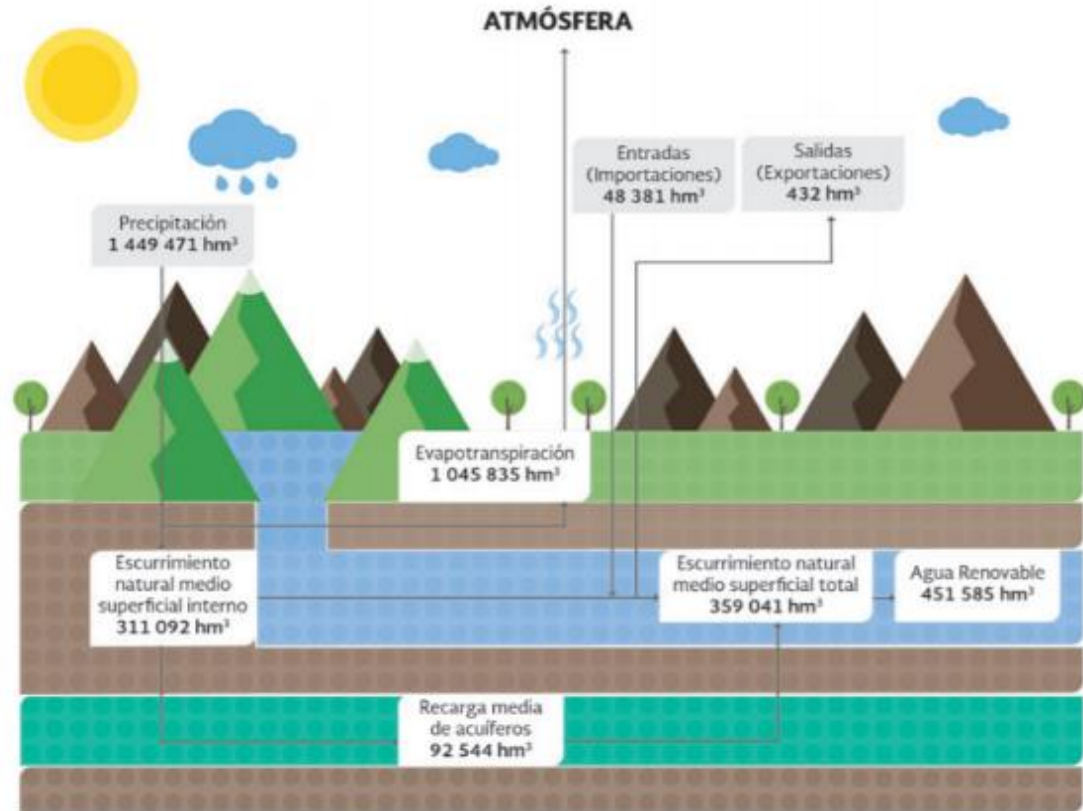 ATMÓSFERA
Entradas
(Importaciones)
48 381 hm³
Salidas
(Exportaciones)
432 hm³
Precipitación
1 449 471 hm³
Evapotranspiración
1 045 835 hm³
Escurrimiento
natural medio
superficial interno
311 092 hm³
Escurrimiento natural
medio superficial total
359 041 hm³
Agua Renovable
451 585 hm³
Recarga media
de acuíferos
92 544 hm³